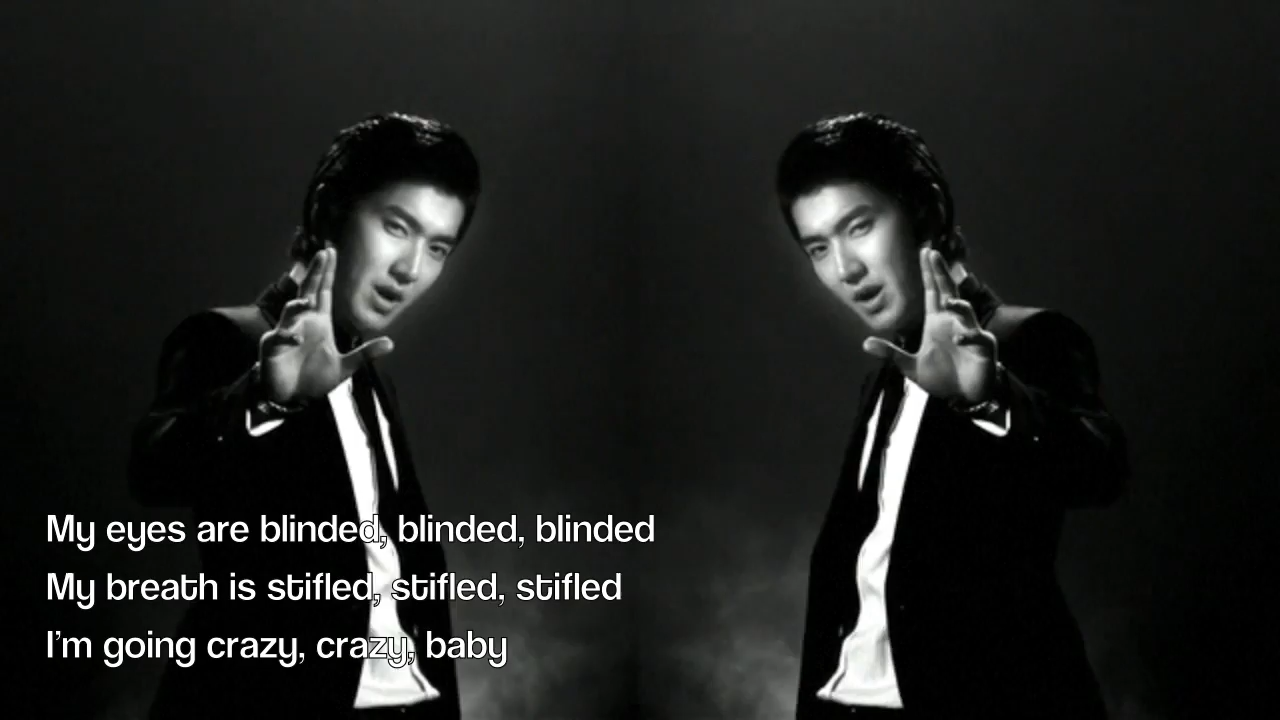 My eyes are blinded, blinded, blinded
My breath is stifled, stifled, stifled
I'm going crazy, crazy, baby